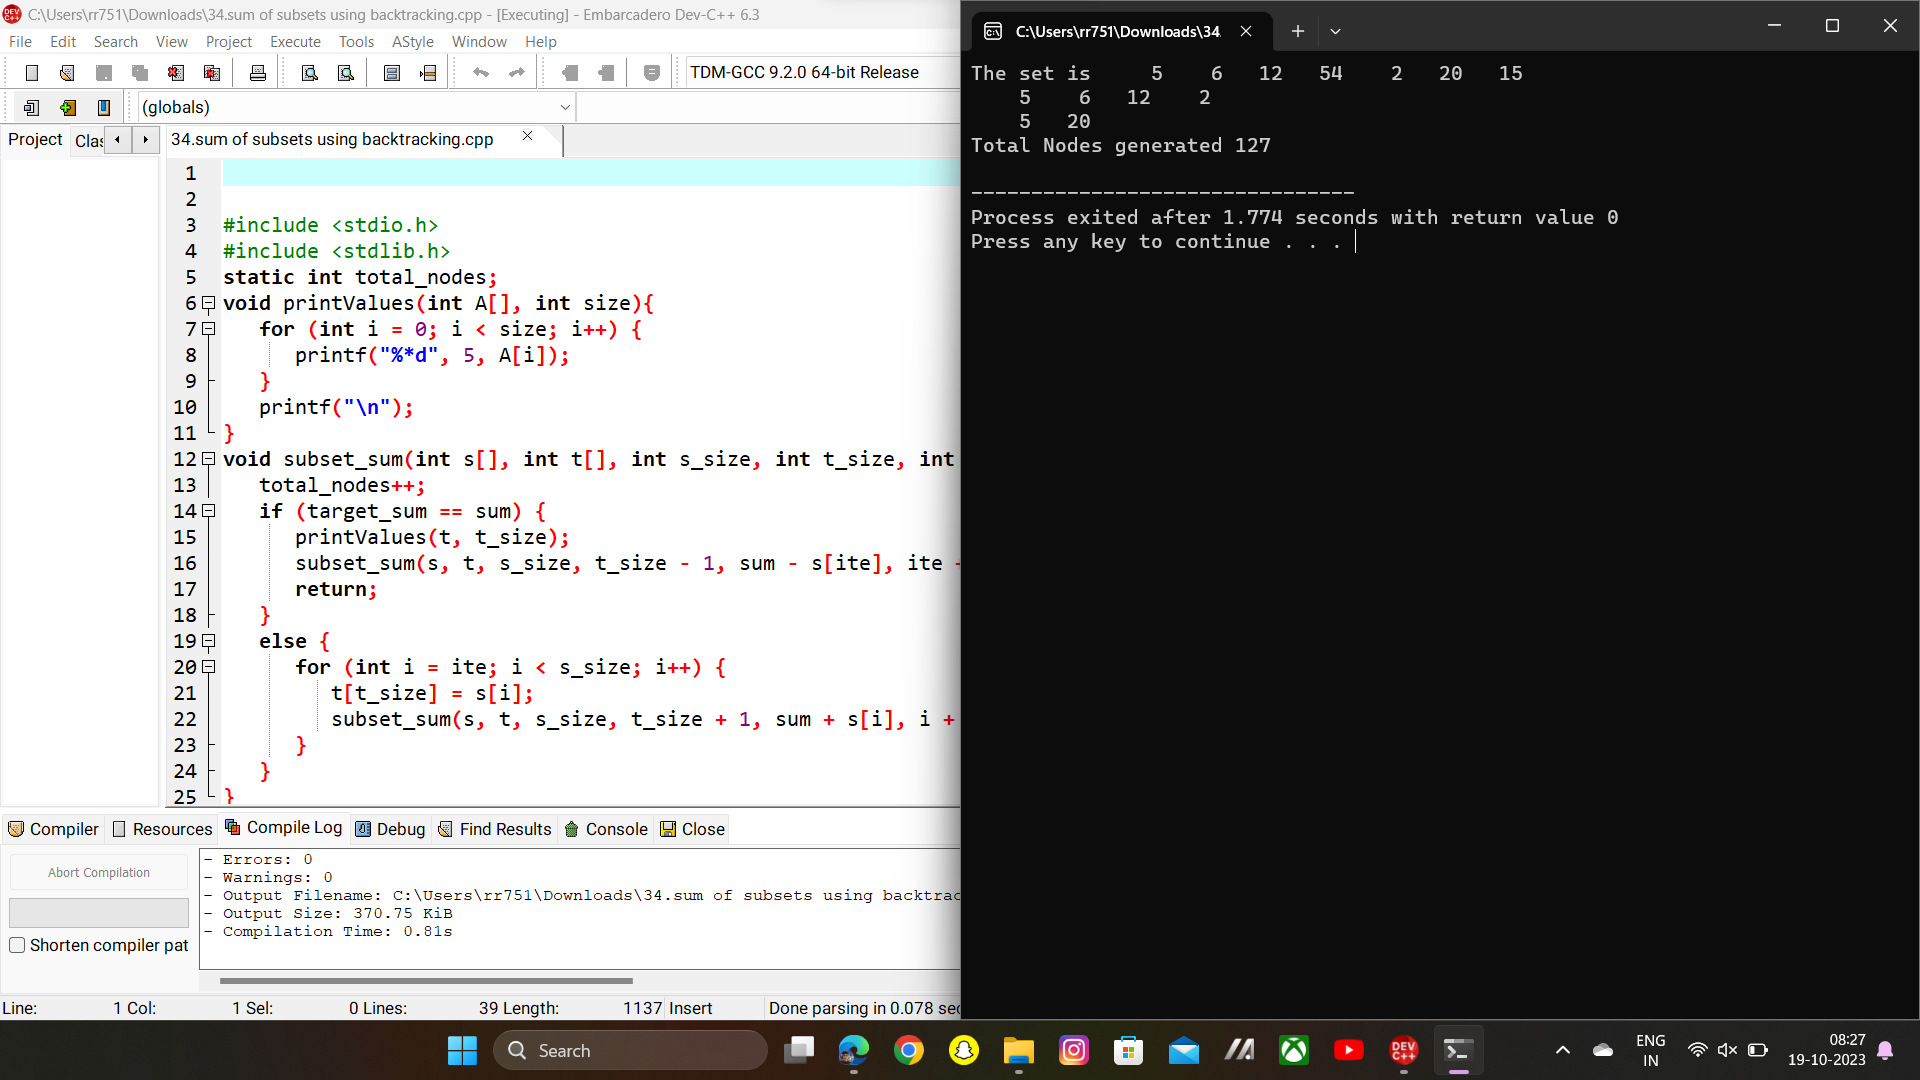 C:\Users\rr751\Downloads\34.sum of subsets using backtracking.cpp - [Executing] - Embarcadero Dev-C++ 6.3
File Edit Search View Project Execute Tools AStyle Window Help
TDM-GCC 9.2.0 64-bit Release
(globals)
Project Clas 34.sum of subsets using backtracking.cpp
1
2
3 #include <stdio.h>
4 #include <stdlib.h>
5 static int total_nodes;
6 void printValues(int A[], int size){
7 for (int i = 0; i < size; i++) {
8 printf("%*d", 5, A[i]);
9 }
10 printf("\n");
11 }
12 void subset_sum(int s[], int t[], int s_size, int t_size, int
13 total_nodes++;
14 if (target_sum == sum) {
15 printValues(t, t_size);
16 subset_sum(s, t, s_size, t_size - 1, sum - s[ite], ite -
17 return;
18 }
19 else {
20 for (int i = ite; i < s_size; i++) {
21 t[t_size] = s[i];
22 subset_sum(s, t, s_size, t_size + 1, sum + s[i], i +
23 }
24 }
25 }
Compiler Resources Compile Log Debug Find Results Console Close
Abort Compilation
Shorten compiler pat
- Errors: 0
- Warnings: 0
- Output Filename: C:\Users\rr751\Downloads\34.sum of subsets using backtrac
- Output Size: 370.75 KiB
- Compilation Time: 0.81s
Line: 1 Col: 1 Sel: 0 Lines: 39 Length: 1137 Insert Done parsing in 0.078 sec
C:\Users\rr751\Downloads\34.
The set is 5 6 12 54 2 20 15
5 6 12 2
5 20
Total Nodes generated 127
--------------------------------
Process exited after 1.774 seconds with return value 0
Press any key to continue . . .
Search
DEV C++
ENG
IN
08:27
19-10-2023